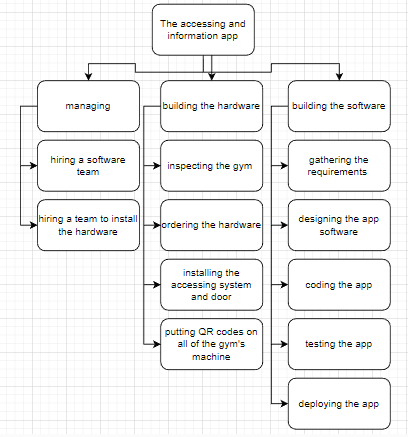 The accessing and
information app
managing
hiring a software
team
hiring a team to install
the hardware
building the hardware
inspecting the gym
ordering the hardware
installing the
accessing system
and door
putting QR codes on
all of the gym's
machine
building the software
gathering the
requirements
designing the app
software
coding the app
testing the app
deploying the app